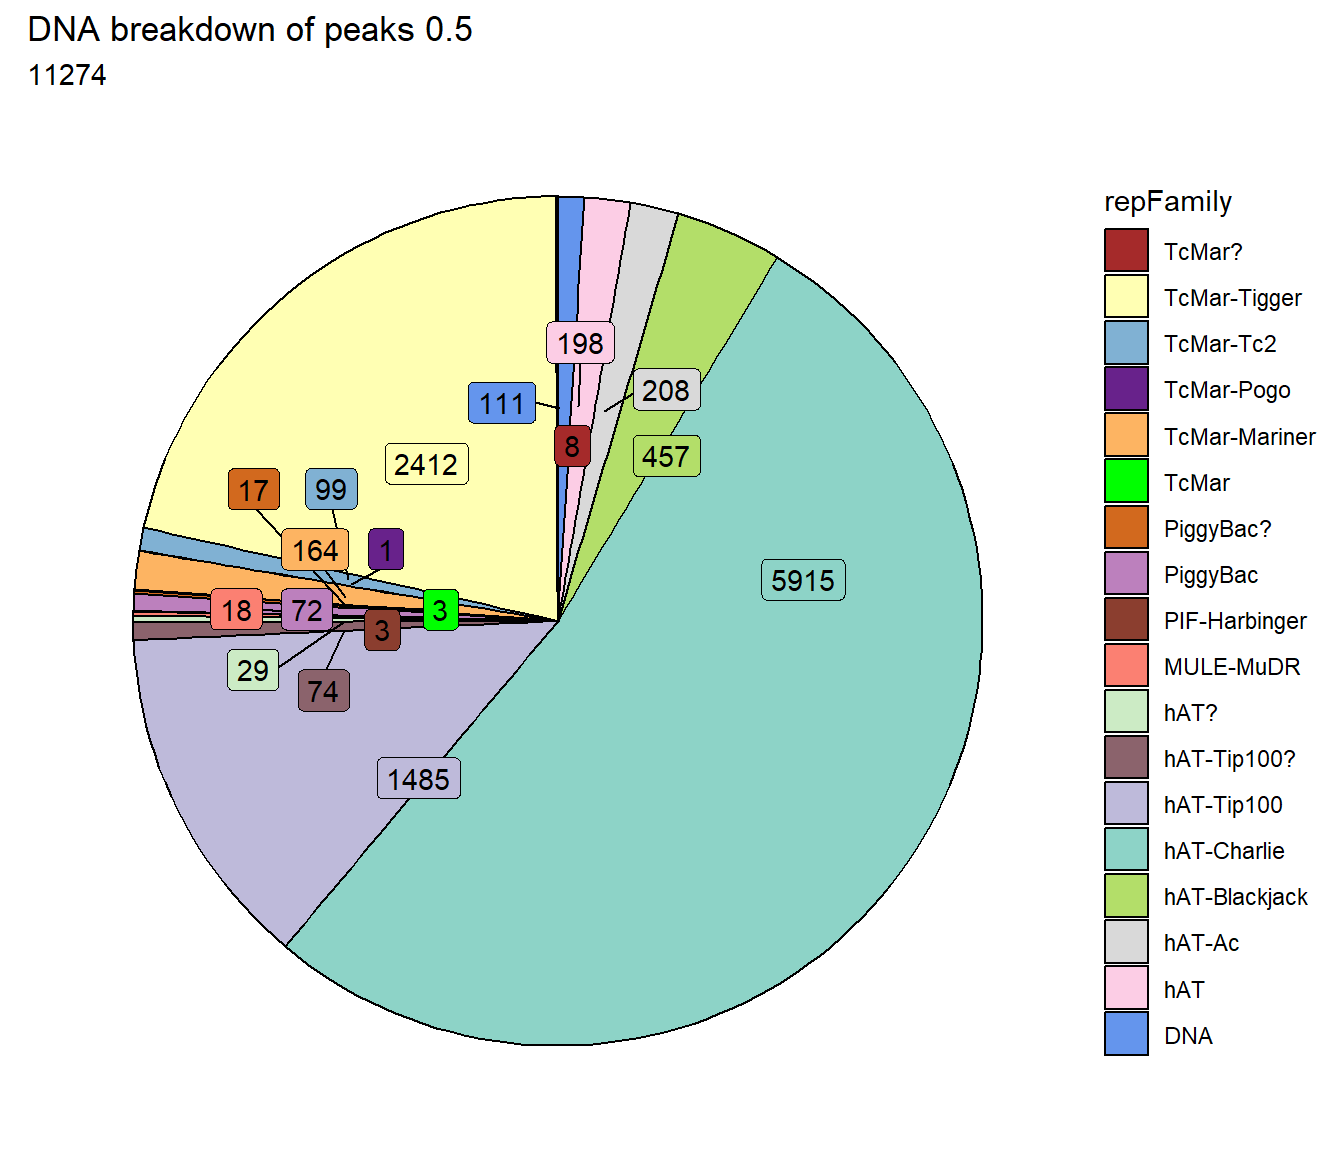 DNA breakdown of peaks 0.5
11274
198
208
111
8
457
2412
17
99
164
1
5915
18
72
3
3
29
74
1485
repFamily
TcMar?
TcMar-Tigger
TcMar-Tc2
TcMar-Pogo
TcMar-Mariner
TcMar
PiggyBac?
PiggyBac
PIF-Harbinger
MULE-MuDR
hAT?
hAT-Tip100?
hAT-Tip100
hAT-Charlie
hAT-Blackjack
hAT-Ac
hAT
DNA